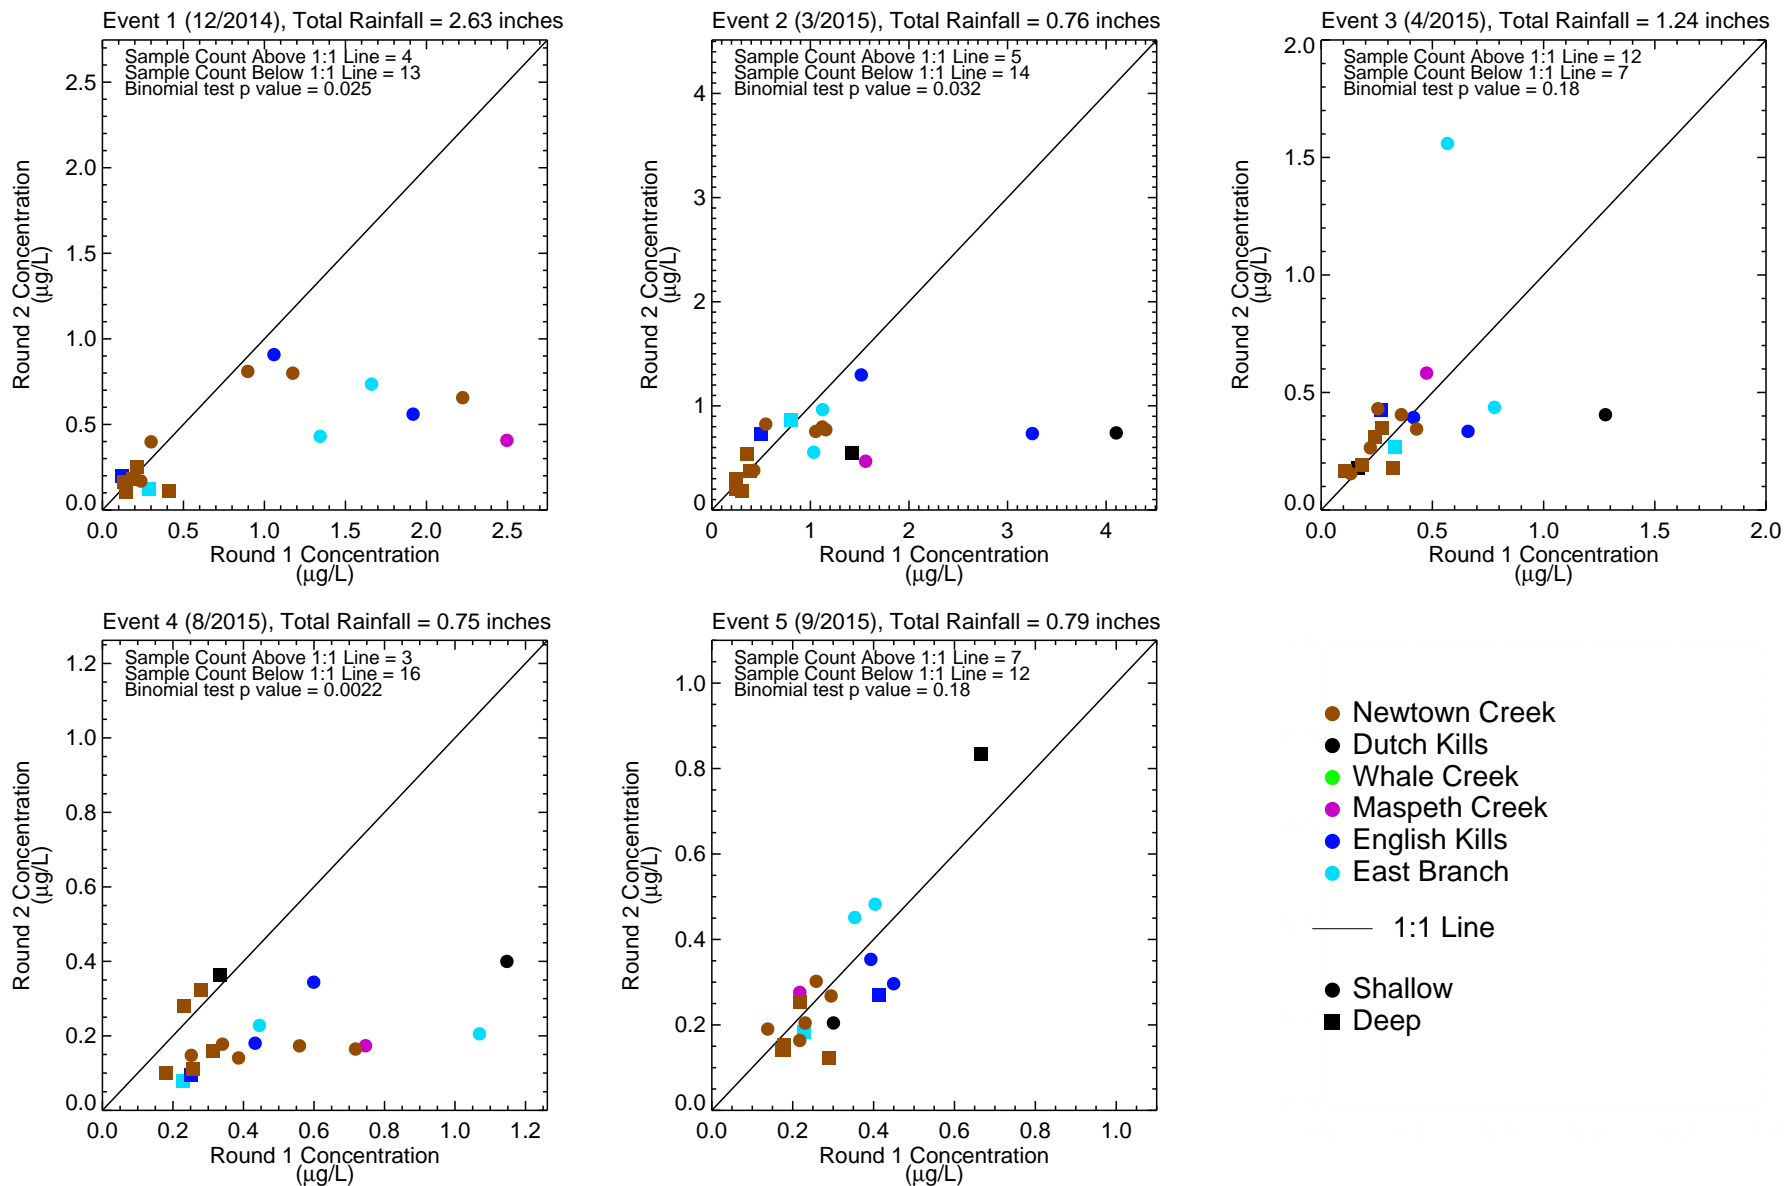 Event 1 (12/2014), Total Rainfall = 2.63 inches
Sample Count Above 1:1 Line = 4
Sample Count Below 1:1 Line = 13
Binomial test p value = 0.025
2.5
2.0
1.5
1.0
0.5
0.0
Round 2 Concentration
(µg/L)
0.0 0.5 1.0 1.5 2.0 2.5
Round 1 Concentration
(µg/L)
Event 2 (3/2015), Total Rainfall = 0.76 inches
Sample Count Above 1:1 Line = 5
Sample Count Below 1:1 Line = 14
Binomial test p value = 0.032
4
3
2
1
0
Round 2 Concentration
(µg/L)
0 1 2 3 4
Round 1 Concentration
(µg/L)
Event 3 (4/2015), Total Rainfall = 1.24 inches
Sample Count Above 1:1 Line = 12
Sample Count Below 1:1 Line = 7
Binomial test p value = 0.18
2.0
1.5
1.0
0.5
0.0
Round 2 Concentration
(µg/L)
0.0 0.5 1.0 1.5 2.0
Round 1 Concentration
(µg/L)
Event 4 (8/2015), Total Rainfall = 0.75 inches
Sample Count Above 1:1 Line = 3
Sample Count Below 1:1 Line = 16
Binomial test p value = 0.0022
1.2
1.0
0.8
0.6
0.4
0.2
0.0
Round 2 Concentration
(µg/L)
0.0 0.2 0.4 0.6 0.8 1.0 1.2
Round 1 Concentration
(µg/L)
Event 5 (9/2015), Total Rainfall = 0.79 inches
Sample Count Above 1:1 Line = 7
Sample Count Below 1:1 Line = 12
Binomial test p value = 0.18
1.0
0.8
0.6
0.4
0.2
0.0
Round 2 Concentration
(µg/L)
0.0 0.2 0.4 0.6 0.8 1.0
Round 1 Concentration
(µg/L)
Newtown Creek
Dutch Kills
Whale Creek
Maspeth Creek
English Kills
East Branch
1:1 Line
Shallow
Deep